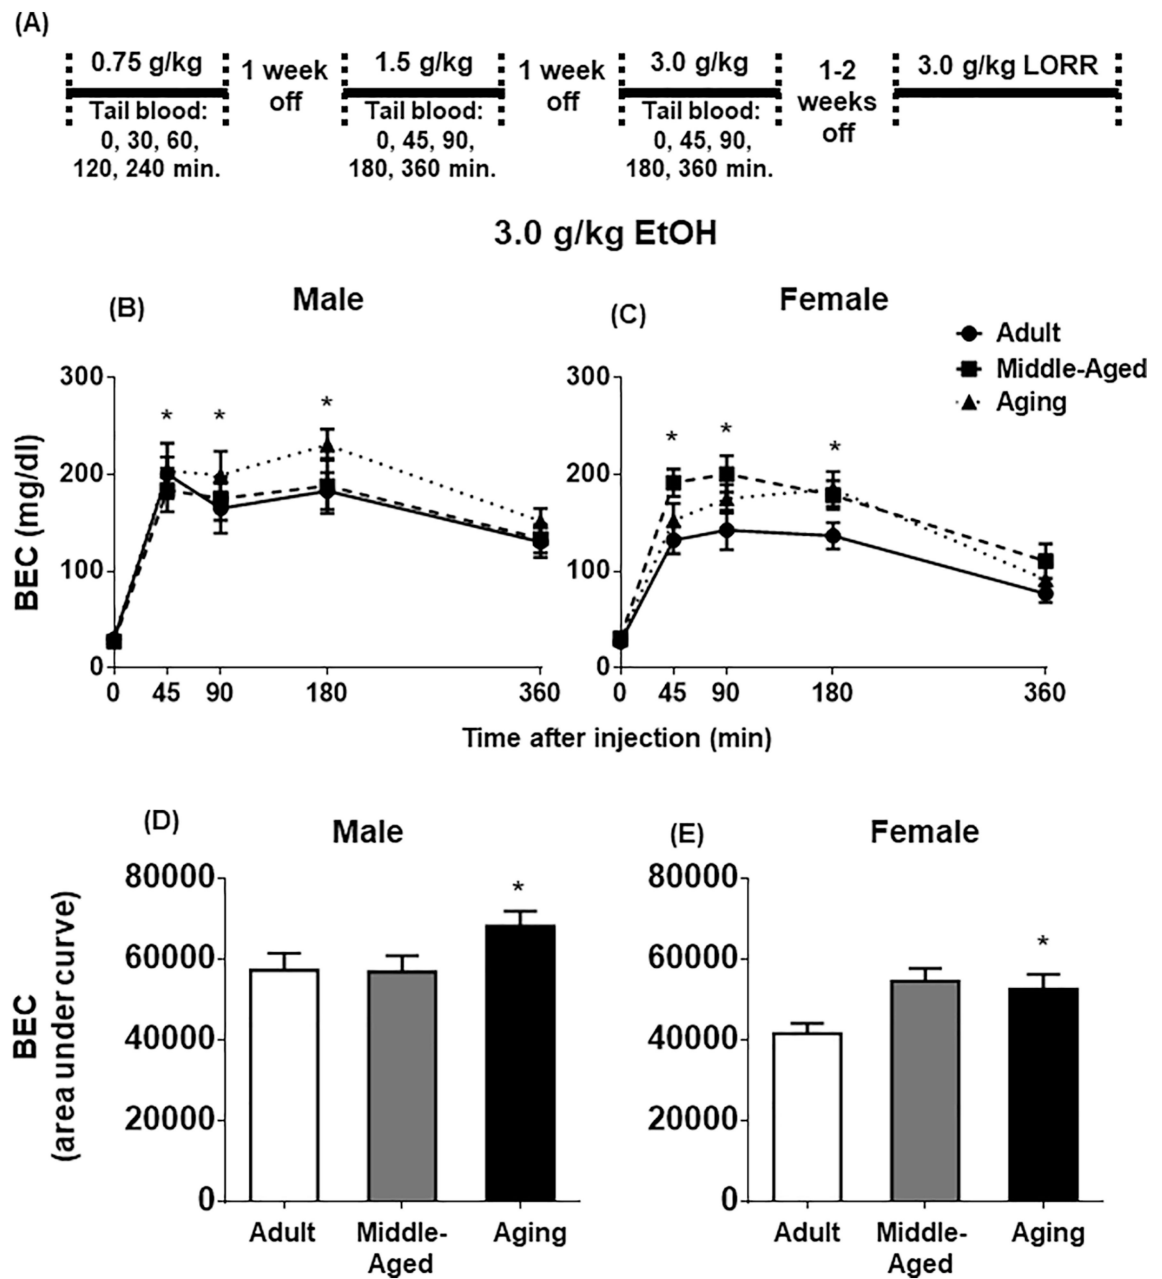 (A)
0.75 g/kg
Tail blood:
0, 30, 60,
120, 240 min.
1 week
off
1.5 g/kg
Tail blood:
0, 45, 90,
180, 360 min.
1 week
off
3.0 g/kg
Tail blood:
0, 45, 90,
180, 360 min.
1-2
weeks
off
3.0 g/kg LORR
3.0 g/kg EtOH
(B)
Male
BEC (mg/dl)
300
200
100
0
* * *
0 45 90 180 360
(C)
Female
Adult
Middle-Aged
Aging
300
200
100
0
* * *
0 45 90 180 360
Time after injection (min)
(D)
Male
BEC
(area under curve)
80000
60000
40000
20000
0
*
Adult
Middle-
Aged
Aging
(E)
Female
80000
60000
40000
20000
0
*
Adult
Middle-
Aged
Aging